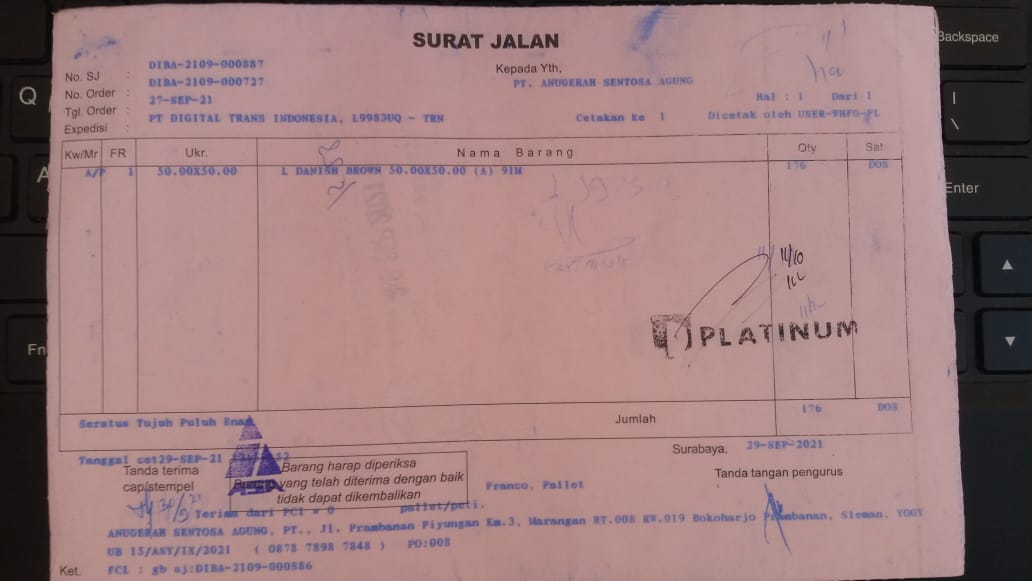 SURAT JALAN
No. SJ : DIBA-2109-000887
No. Order : DIBA-2109-000727
Tgl. Order : 27-SEP-21
Expedisi : PT DIGITAL TRANS INDONESIA, L9983UQ - TRN
Kepada Yth,
PT. ANUGERAH SENTOSA AGUNG
Hal : 1 Dari 1
Cetakan ke 1 Dicetak oleh USER-WHPG-PL
Kw/Mr FR Ukr. Nama Barang Qty Sat
A/P 1 50.00X50.00 L DANISH BROWN 50.00X50.00 (A) 91M 176 DOS
14/10
PLATINUM
Seratus Tujuh Puluh Enam Jumlah 176 DOS
Surabaya, 29-SEP-2021
Tanggal cet29-SEP-21
Tanda terima
cap/stempel
Barang harap diperiksa
Barang yang telah diterima dengan baik
tidak dapat dikembalikan
ASA
Tanda tangan pengurus
Franco, Pallet
30/9 21
Terima dari PCI = 0 pallet/peti.
ANUGERAH SENTOSA AGUNG, PT., Jl. Prambanan Piyungan Km.3, Marangan RT.008 RW.019 Bokoharjo Prambanan, Sleman, YOGY
UB 15/ASY/IX/2021 ( 0878 7898 7848 ) PO:008
Ket. FCL : gb sj:DIBA-2109-000886
Q
A
Fn
Backspace
|
\
Enter
▲
▼